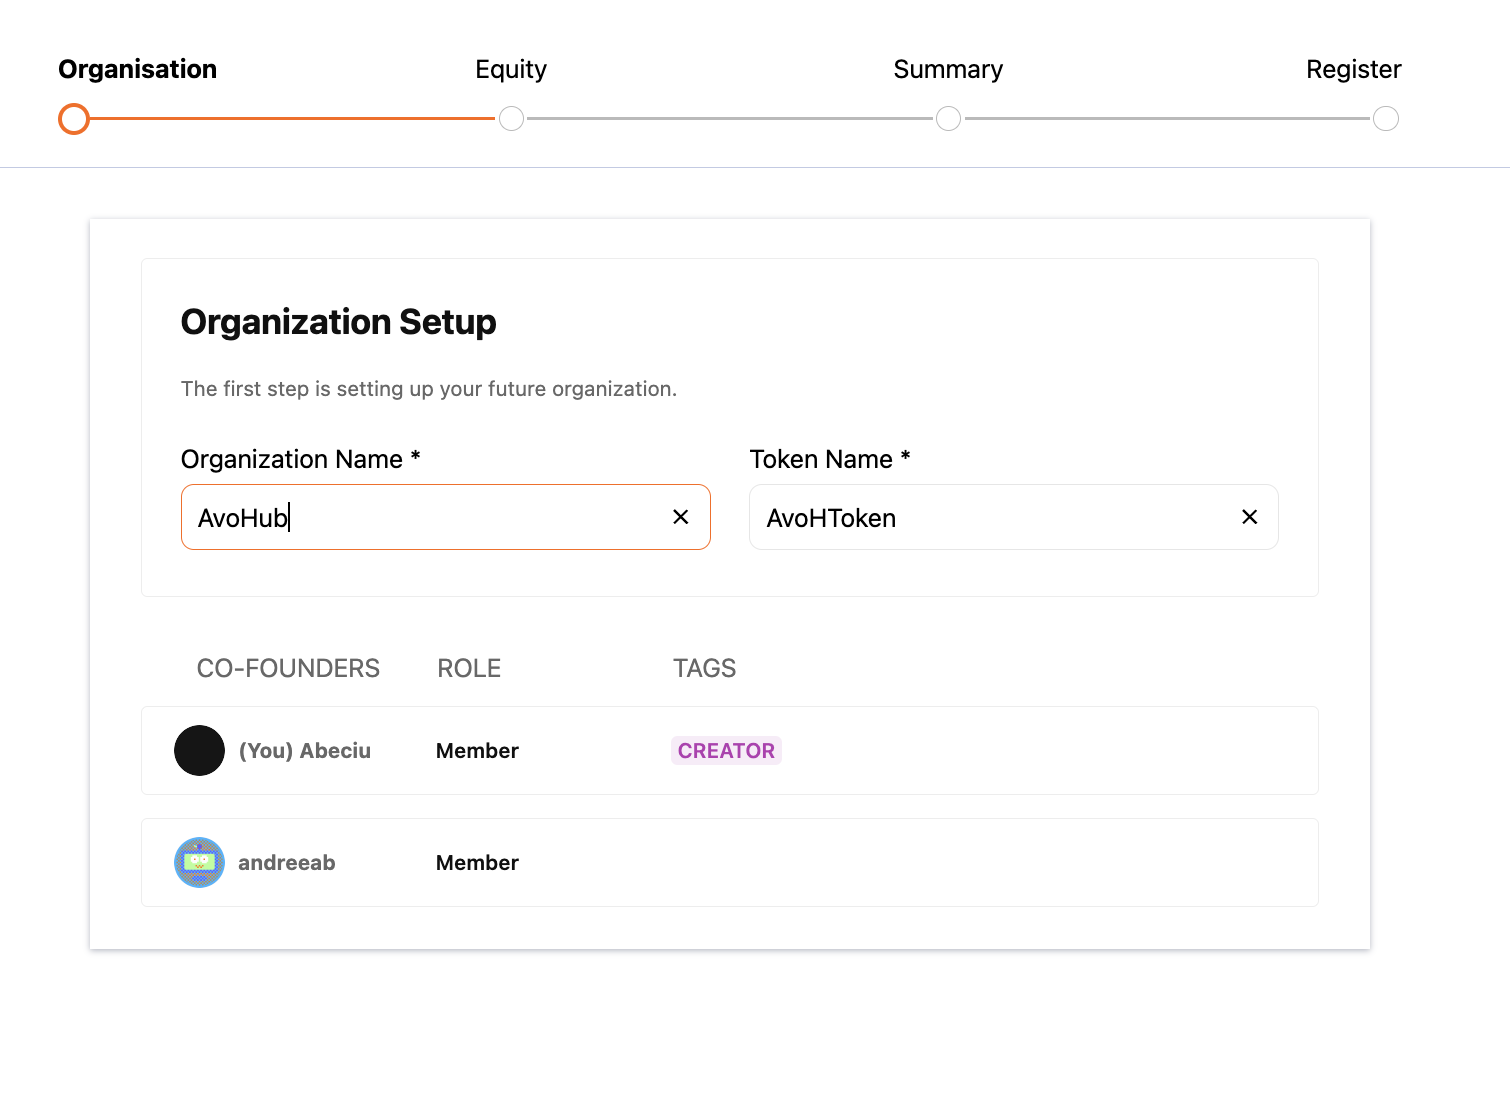 Organisation Equity Summary Register
Organization Setup
The first step is setting up your future organization.
Organization Name * Token Name *
AvoHub AvoHToken
CO-FOUNDERS ROLE TAGS
(You) Abeciu Member CREATOR
andreeab Member